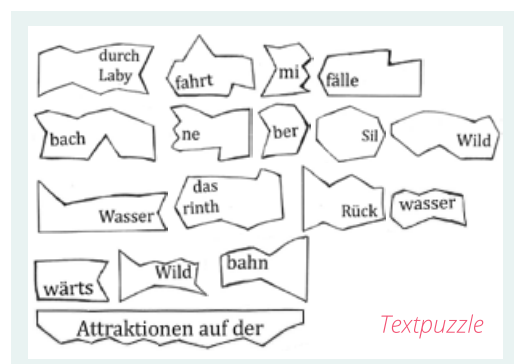 durch
Laby
fahrt mi fälle
bach ne ber Sil Wild
das
Wasser rinth Rück wasser
wärts Wild bahn
Attraktionen auf der
Textpuzzle